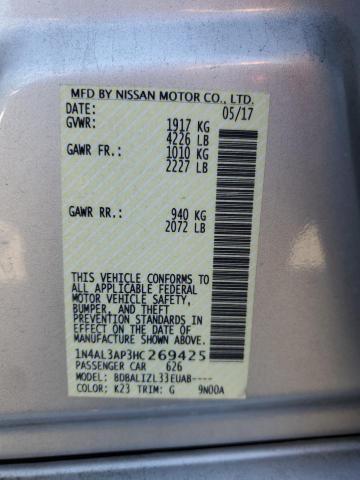 MFD BY NISSAN MOTOR CO., LTD.
DATE: 05/17
GVWR: 1917 KG
4226 LB
GAWR FR.: 1010 KG
2227 LB
GAWR RR.: 940 KG
2072 LB
THIS VEHICLE CONFORMS TO
ALL APPLICABLE FEDERAL
MOTOR VEHICLE SAFETY,
BUMPER, AND THEFT
PREVENTION STANDARDS
IN EFFECT ON THE DATE OF
MANUFACTURE SHOWN ABOVE.
1N4AL3AP3HC269425
PASSENGER CAR 626
MODEL: BDBALIZL33EUAB----
COLOR: K23 TRIM: G 9N00A